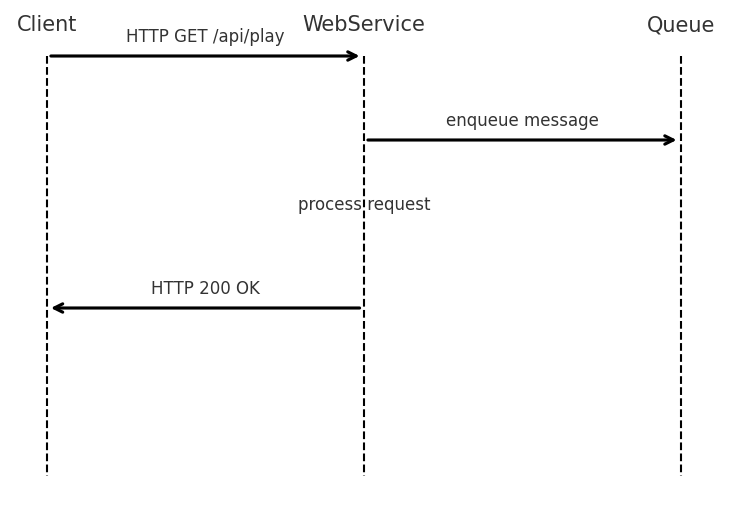 Client
WebService
Queue
HTTP GET /api/play
enqueue message
process request
HTTP 200 OK